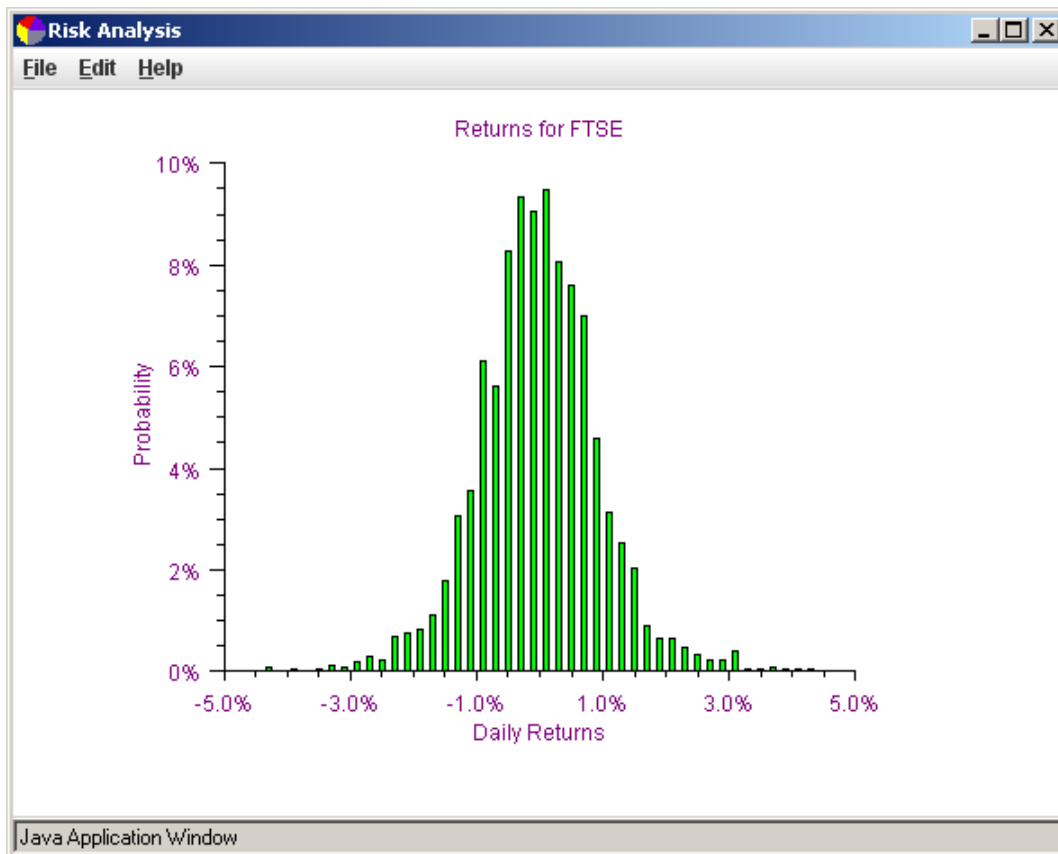 Risk Analysis
File Edit Help
Returns for FTSE
10%
8%
6%
4%
2%
0%
Probability
-5.0% -3.0% -1.0% 1.0% 3.0% 5.0%
Daily Returns
Java Application Window